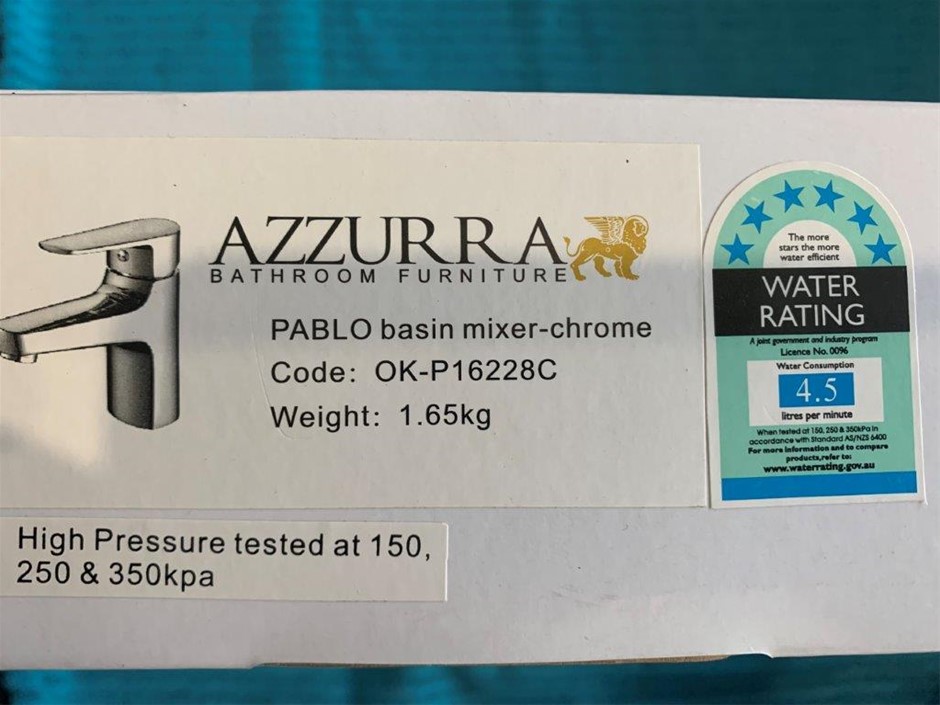 AZZURRA
BATHROOM FURNITURE
PABLO basin mixer-chrome
Code: OK-P16228C
Weight: 1.65kg
High Pressure tested at 150,
250 & 350kpa
The more
stars the more
water efficient
WATER
RATING
A joint government and industry program
Licence No. 0096
Water Consumption
4.5
litres per minute
When tested at 150, 250 & 350kPa in
accordance with Standard AS/NZS 6400
For more information and to compare
products,refer to:
www.waterrating.gov.au